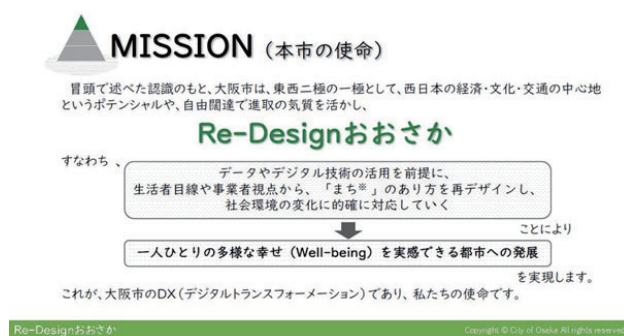 MISSION (本市の使命)
冒頭で述べた認識のもと、大阪市は、東西二極の一極として、西日本の経済・文化・交通の中心地
というポテンシャルや、自由闊達で進取の気質を活かし、
Re-Designおおさか
すなわち、
データやデジタル技術の活用を前提に、
生活者目線や事業者視点から、「まち※」のあり方を再デザインし、
社会環境の変化に的確に対応していく
ことにより
一人ひとりの多様な幸せ（Well-being）を実感できる都市への発展
を実現します。
これが、大阪市のDX（デジタルトランスフォーメーション）であり、私たちの使命です。
Re-Designおおさか
Copyright © City of Osaka All rights reserved